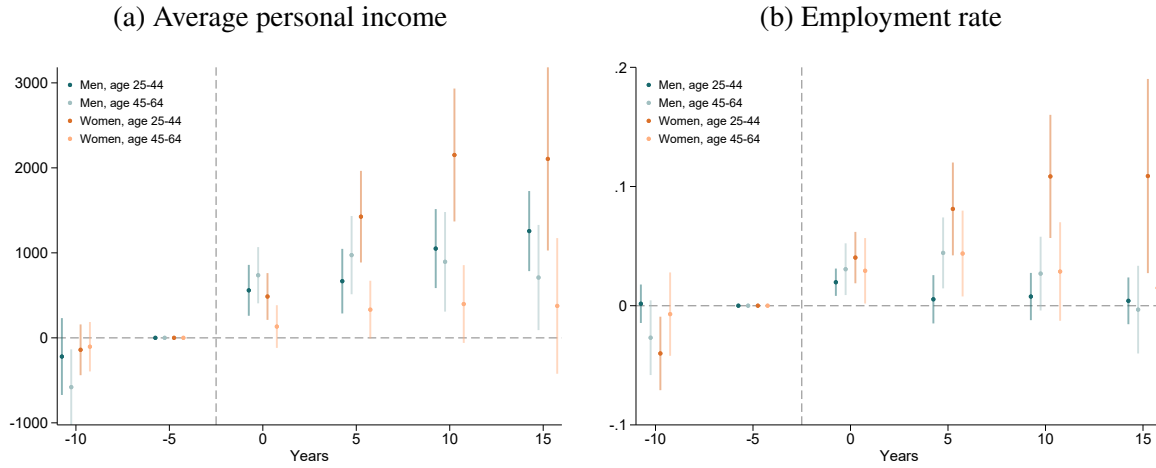 (a) Average personal income
3000
2000
1000
0
-1000
Men, age 25-44
Men, age 45-64
Women, age 25-44
Women, age 45-64
-10 -5 0 5 10 15
Years
(b) Employment rate
.2
.1
0
-.1
Men, age 25-44
Men, age 45-64
Women, age 25-44
Women, age 45-64
-10 -5 0 5 10 15
Years